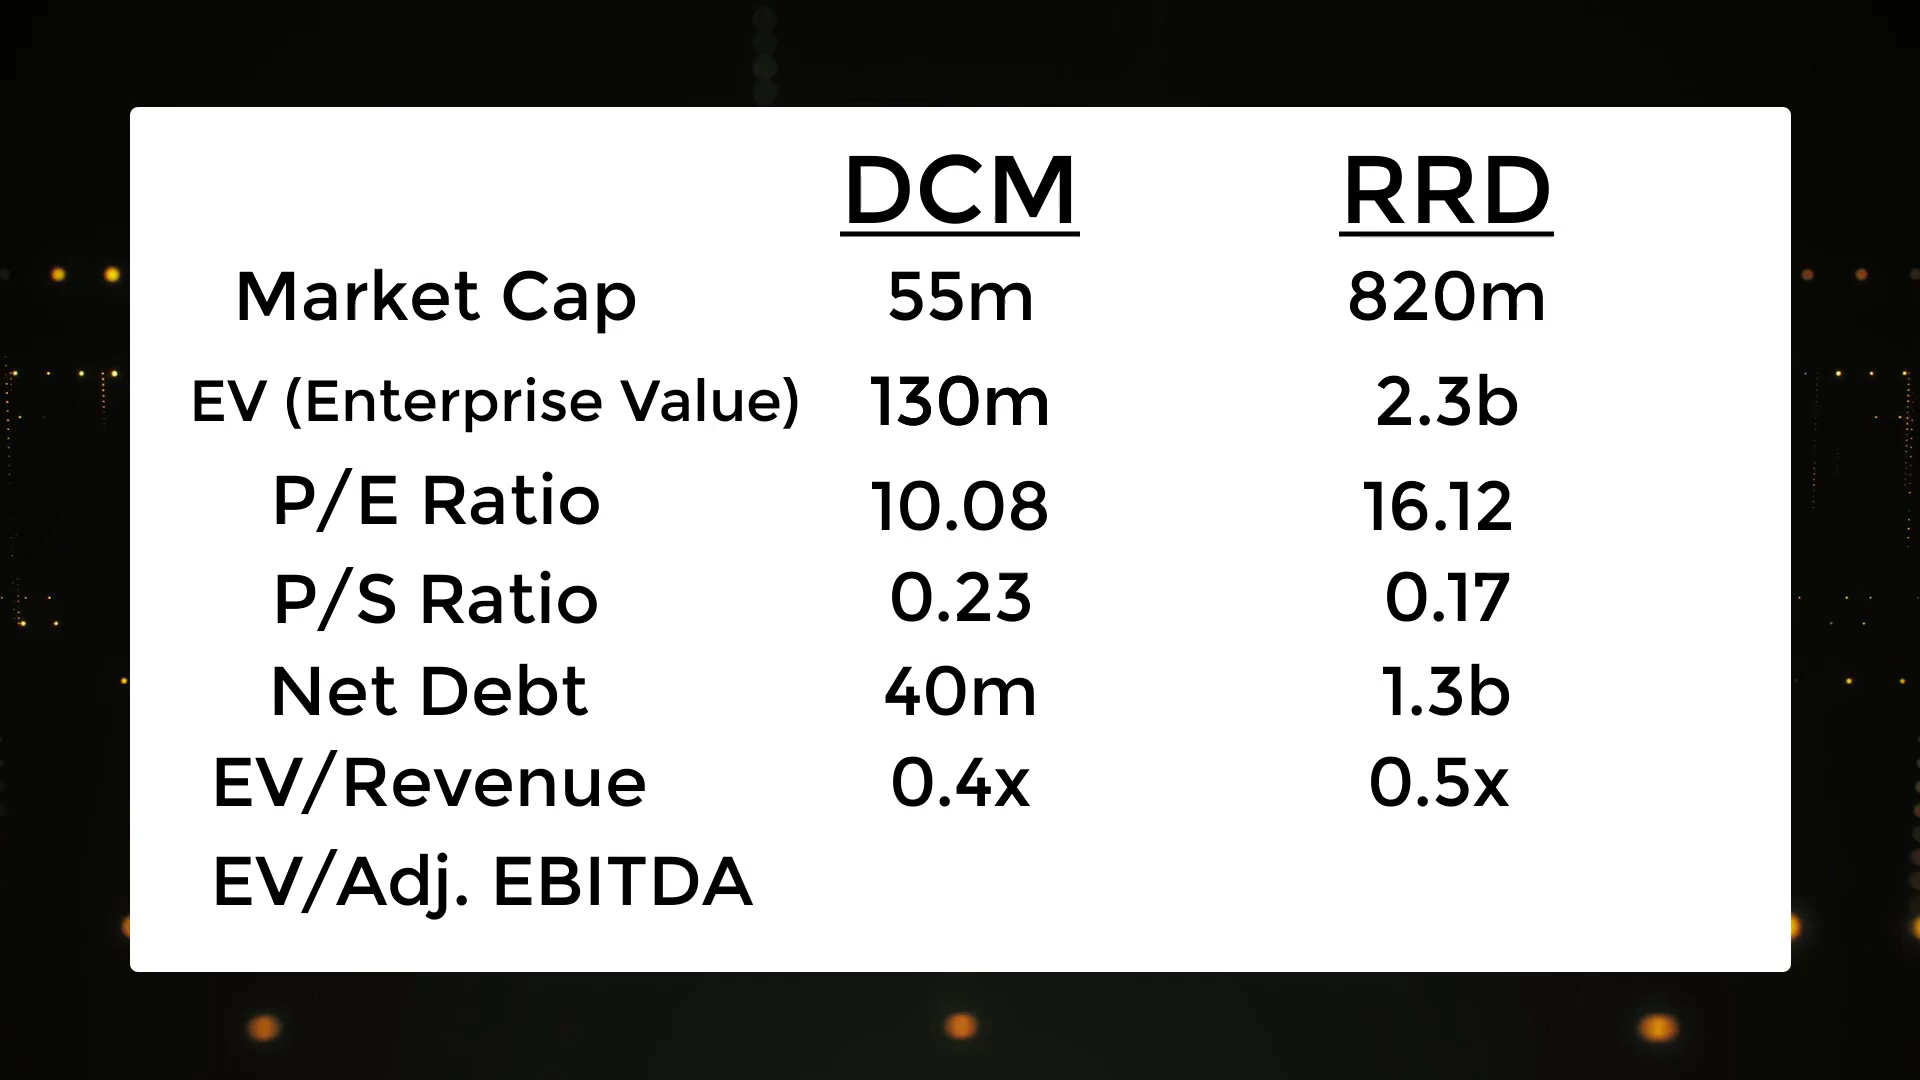 DCM RRD
Market Cap 55m 820m
EV (Enterprise Value) 130m 2.3b
P/E Ratio 10.08 16.12
P/S Ratio 0.23 0.17
Net Debt 40m 1.3b
EV/Revenue 0.4x 0.5x
EV/Adj. EBITDA